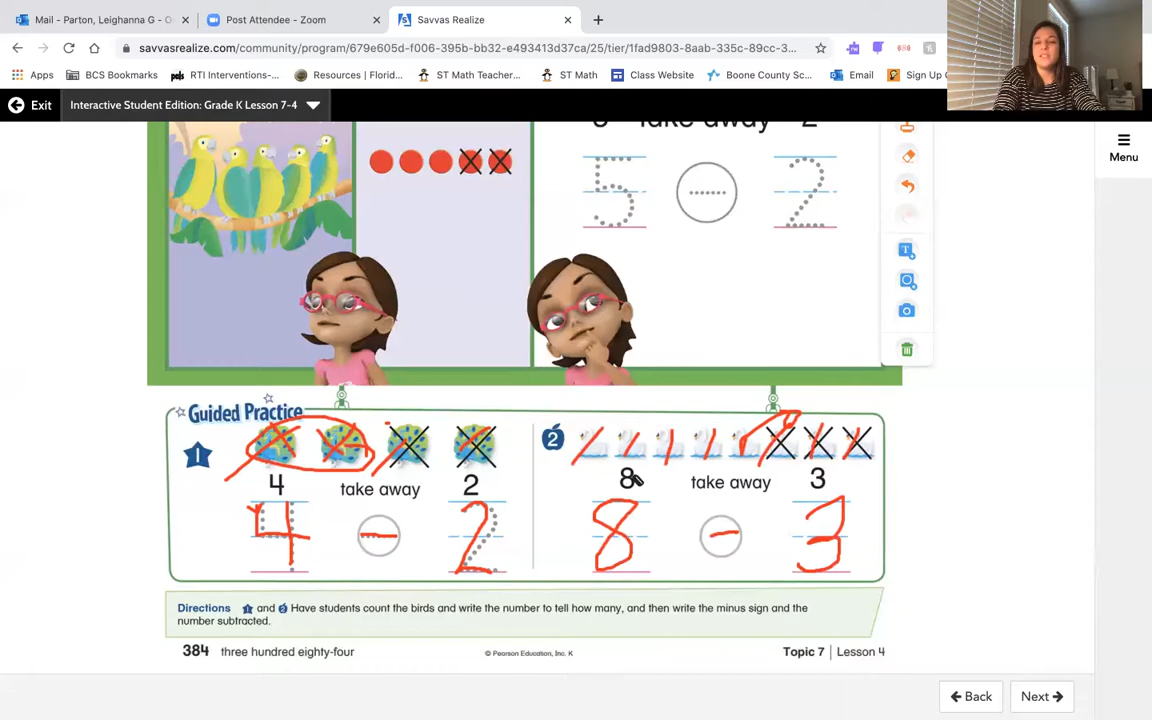 Mail - Parton, Leighanna G - O
Post Attendee - Zoom
Savvas Realize
savvasrealize.com/community/program/679e605d-f006-395b-bb32-e493413d37ca/25/tier/1fad9803-8aab-335c-89cc-3...
Apps
BCS Bookmarks
RTI Interventions-...
Resources | Florid...
ST Math Teacher...
ST Math
Class Website
Boone County Sc...
Email
Sign Up
Exit
Interactive Student Edition: Grade K Lesson 7-4
Menu
take away 2
5 - 2
Guided Practice
1
4 take away 2
4 - 2
2
8 take away 3
8 - 3
Directions 1 and 2 Have students count the birds and write the number to tell how many, and then write the minus sign and the
number subtracted.
384 three hundred eighty-four
© Pearson Education, Inc. K
Topic 7 | Lesson 4
Back
Next